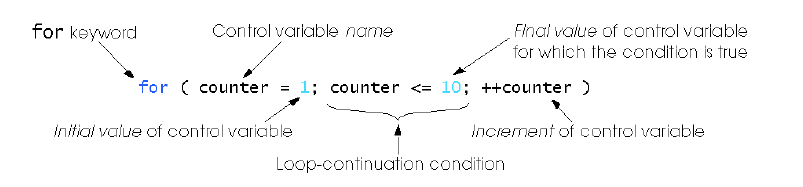 for keyword
Control variable name
Final value of control variable
for which the condition is true
for ( counter = 1; counter <= 10; ++counter )
Initial value of control variable
Increment of control variable
Loop-continuation condition